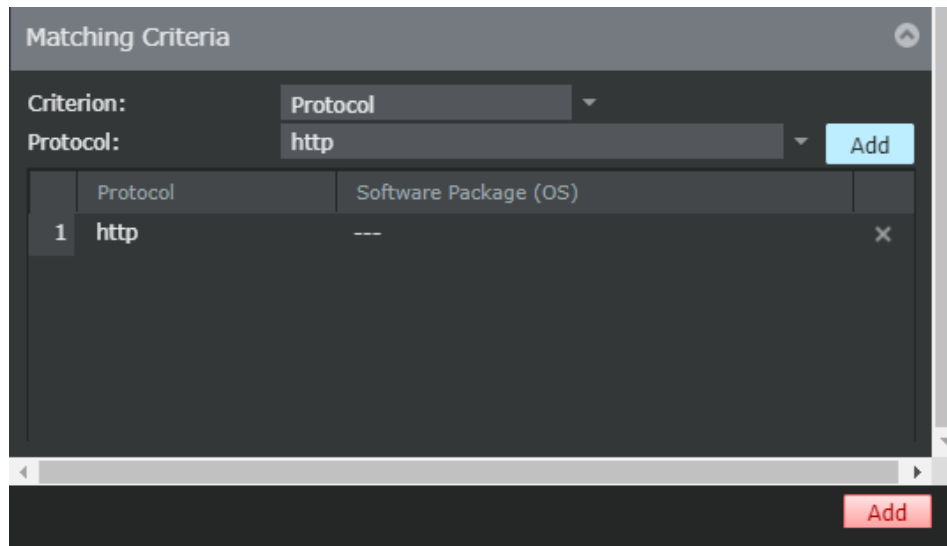 Matching Criteria
Criterion: Protocol
Protocol: http Add
Protocol Software Package (OS)
1 http ---
Add